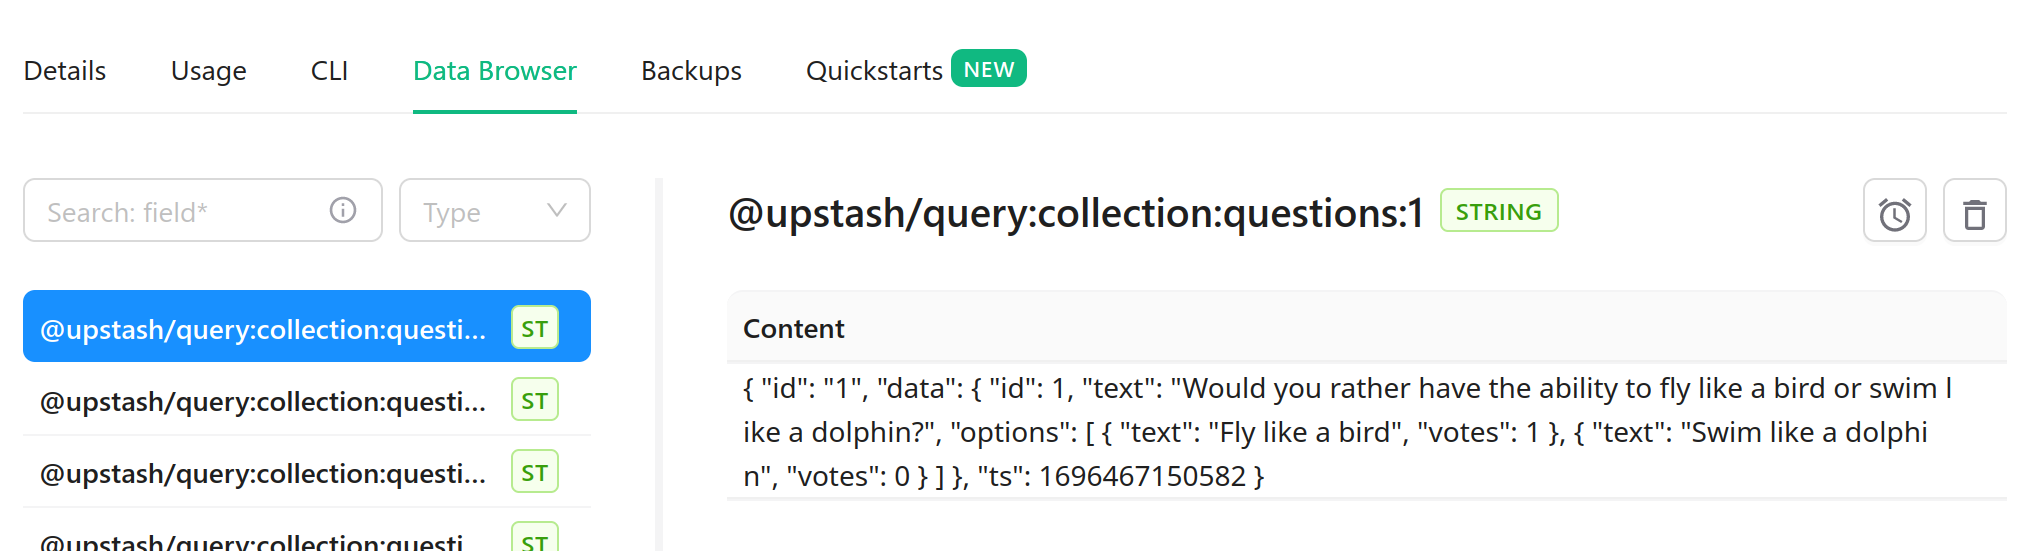 Details Usage CLI Data Browser Backups Quickstarts NEW
Search: field* Type
@upstash/query:collection:questi... ST
@upstash/query:collection:questi... ST
@upstash/query:collection:questi... ST
@upstash/query:collection:questi... ST
@upstash/query:collection:questions:1 STRING
Content
{ "id": "1", "data": { "id": 1, "text": "Would you rather have the ability to fly like a bird or swim l
ike a dolphin?", "options": [ { "text": "Fly like a bird", "votes": 1 }, { "text": "Swim like a dolphi
n", "votes": 0 } ] }, "ts": 1696467150582 }